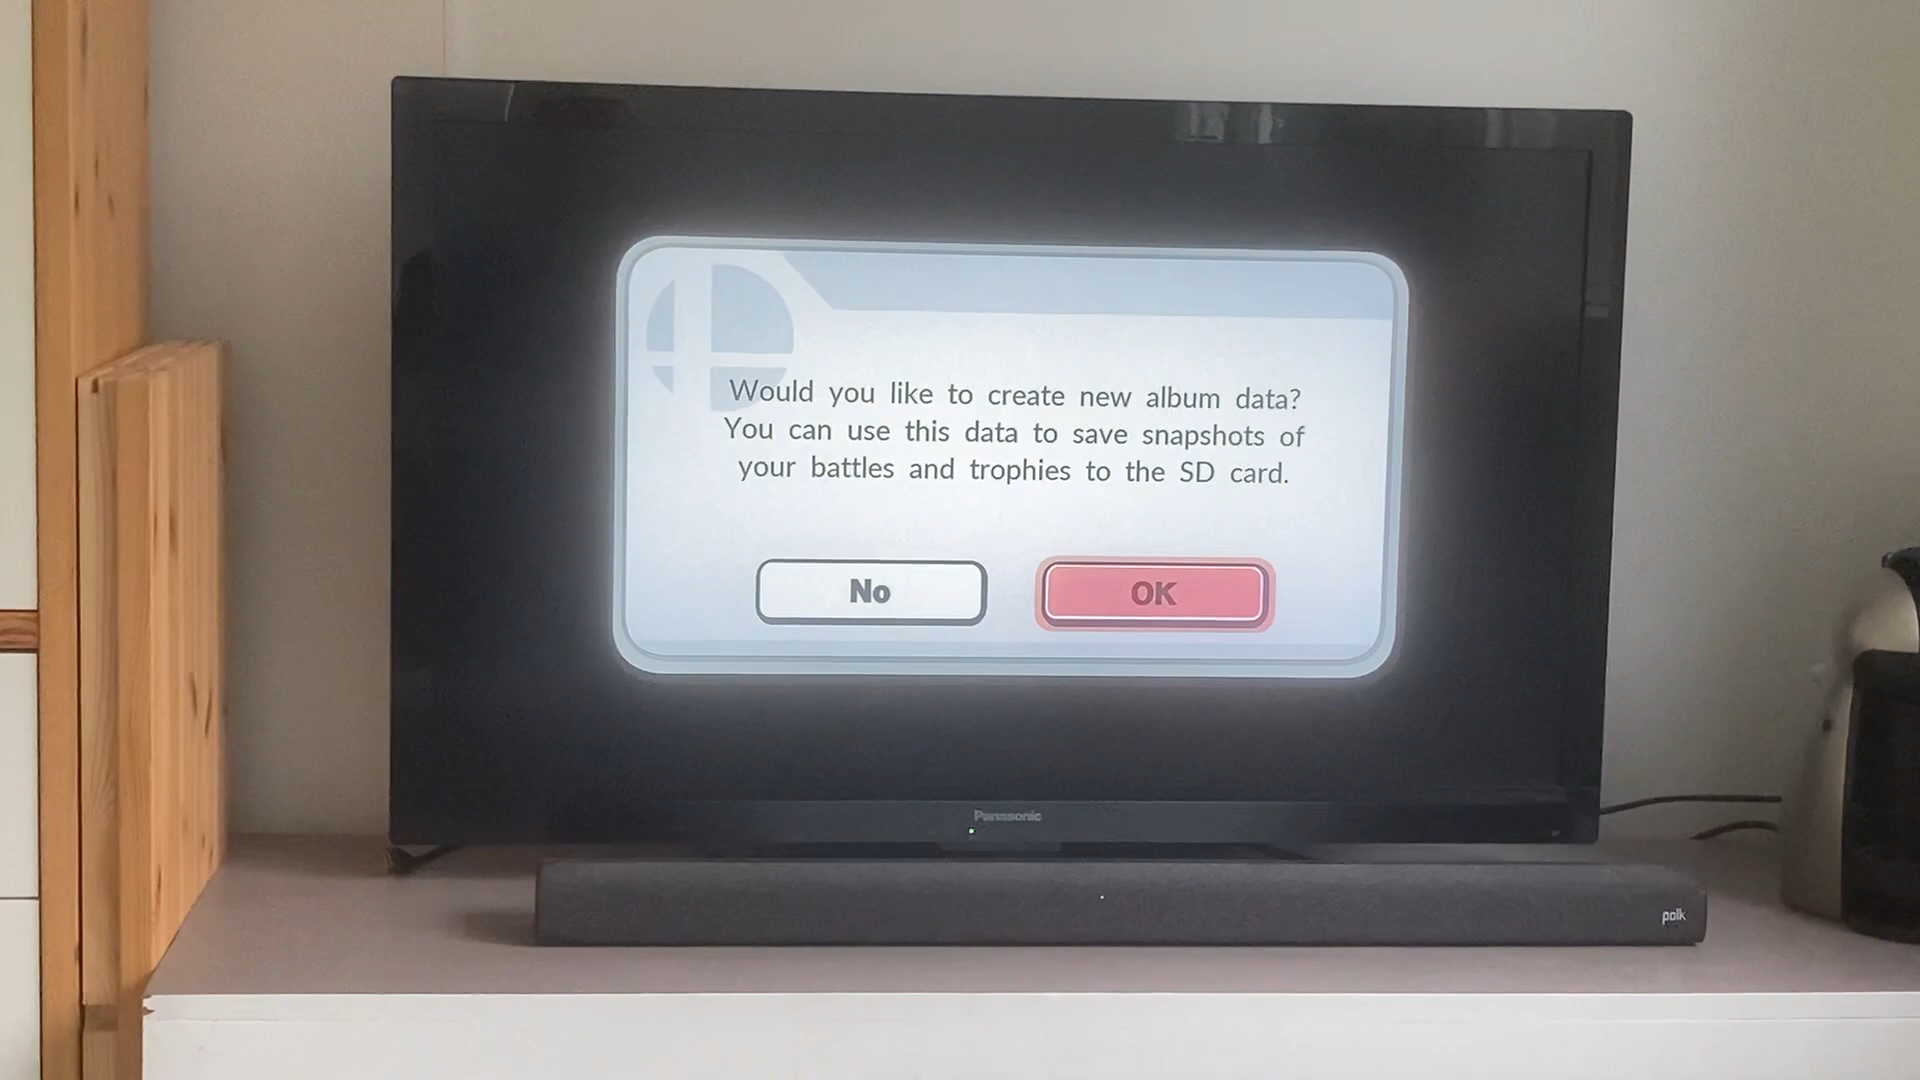 Would you like to create new album data?
You can use this data to save snapshots of
your battles and trophies to the SD card.
No
OK
Panasonic
polk